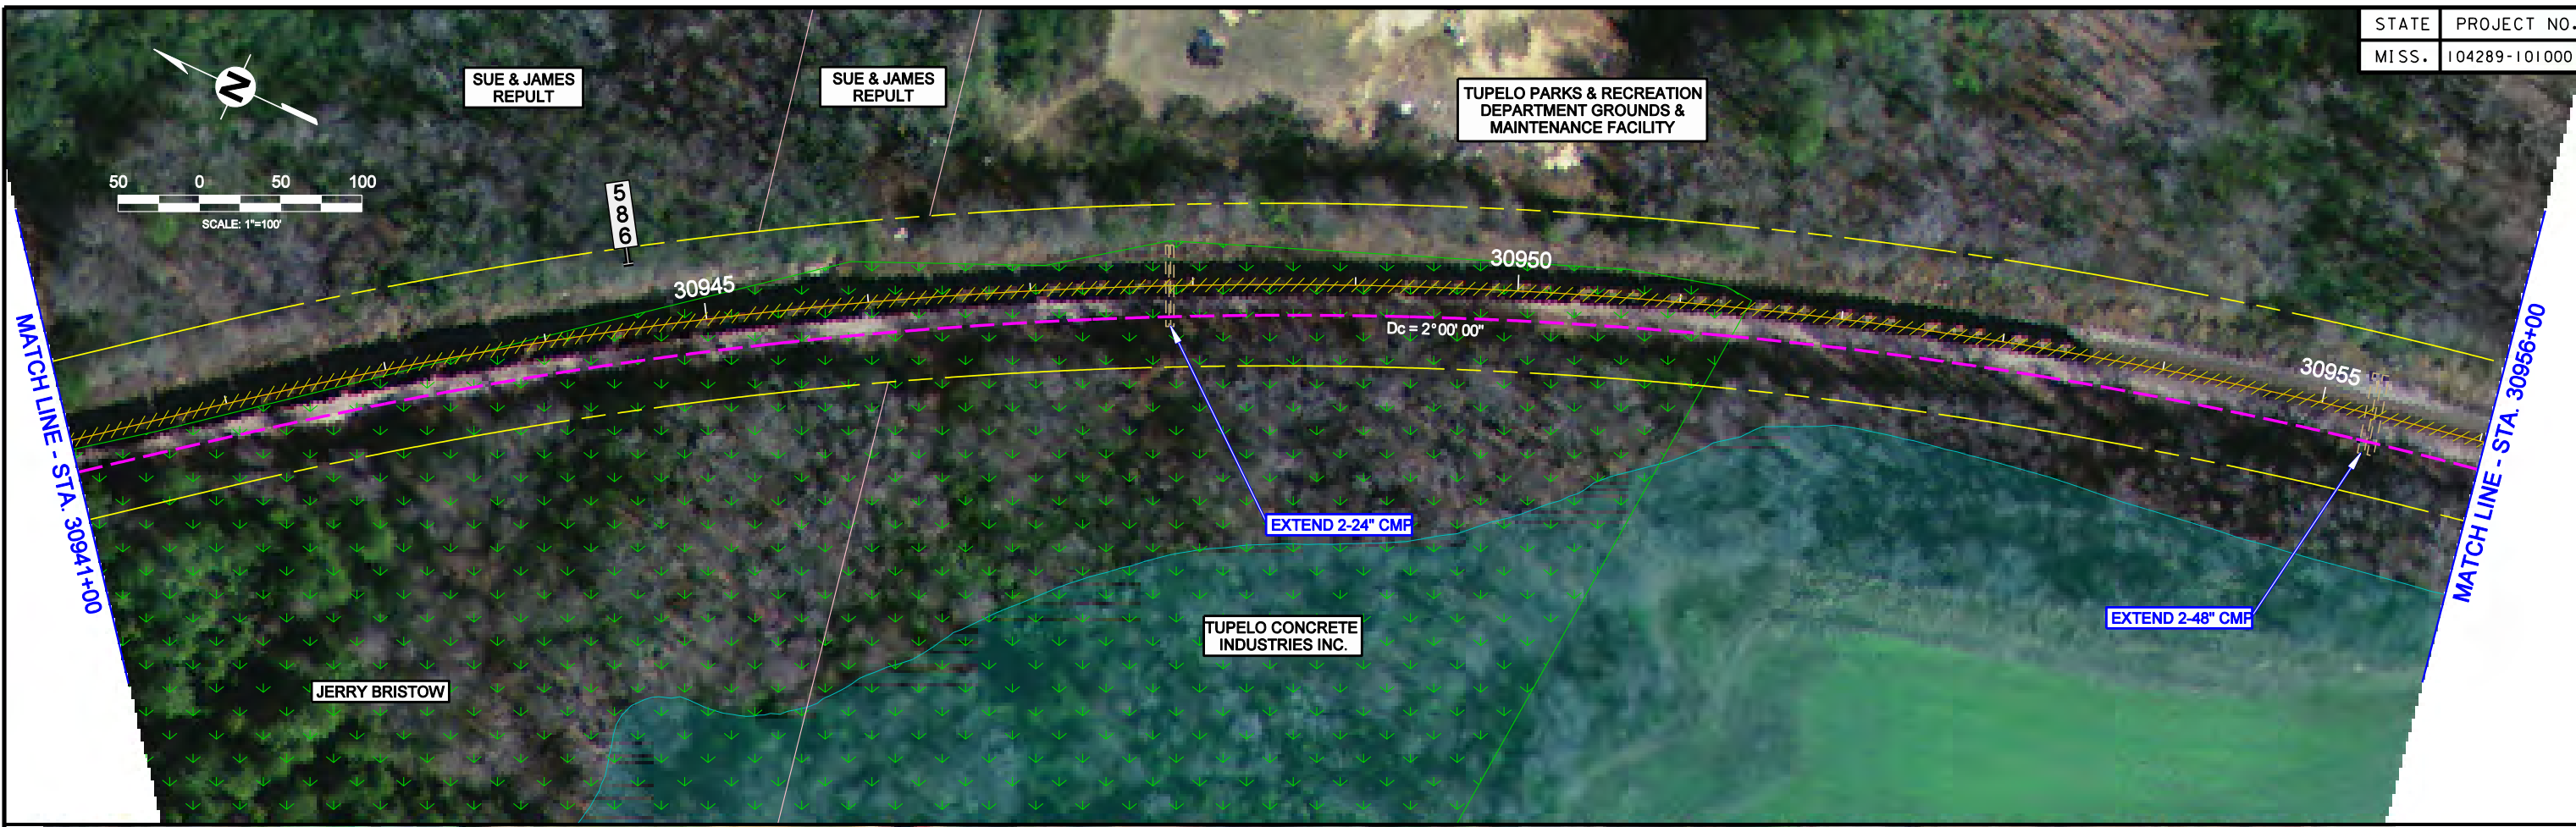 STATE PROJECT NO.
MISS. 104289-101000
N
SUE & JAMES
REPULT
SUE & JAMES
REPULT
TUPELO PARKS & RECREATION
DEPARTMENT GROUNDS &
MAINTENANCE FACILITY
50 0 50 100
SCALE: 1"=100'
586
30945
30950
30955
Dc = 2°00' 00"
MATCH LINE - STA. 30941+00
MATCH LINE - STA. 30956+00
EXTEND 2-24" CMP
EXTEND 2-48" CMP
TUPELO CONCRETE
INDUSTRIES INC.
JERRY BRISTOW